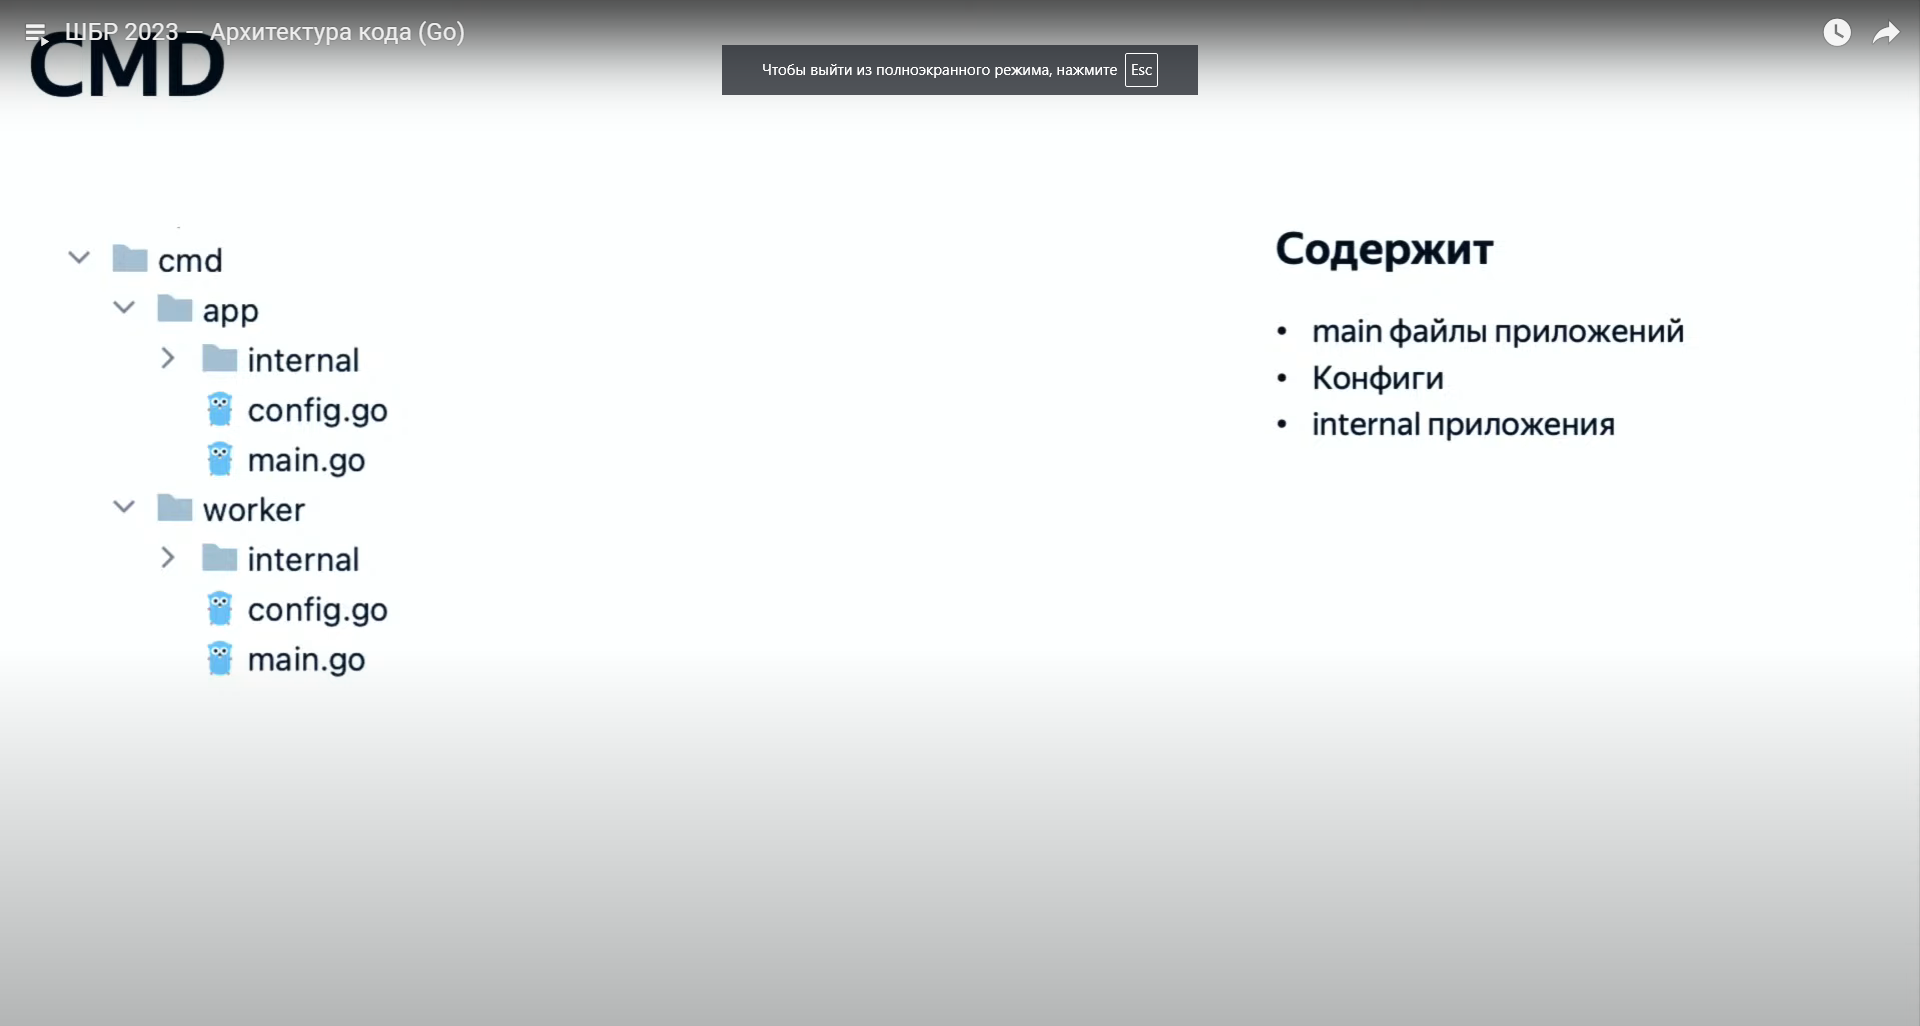 ШБР 2023 — Архитектура кода (Go)
CMD
Чтобы выйти из полноэкранного режима, нажмите Esc
cmd
app
internal
config.go
main.go
worker
internal
config.go
main.go
Содержит
• main файлы приложений
• Конфиги
• internal приложения